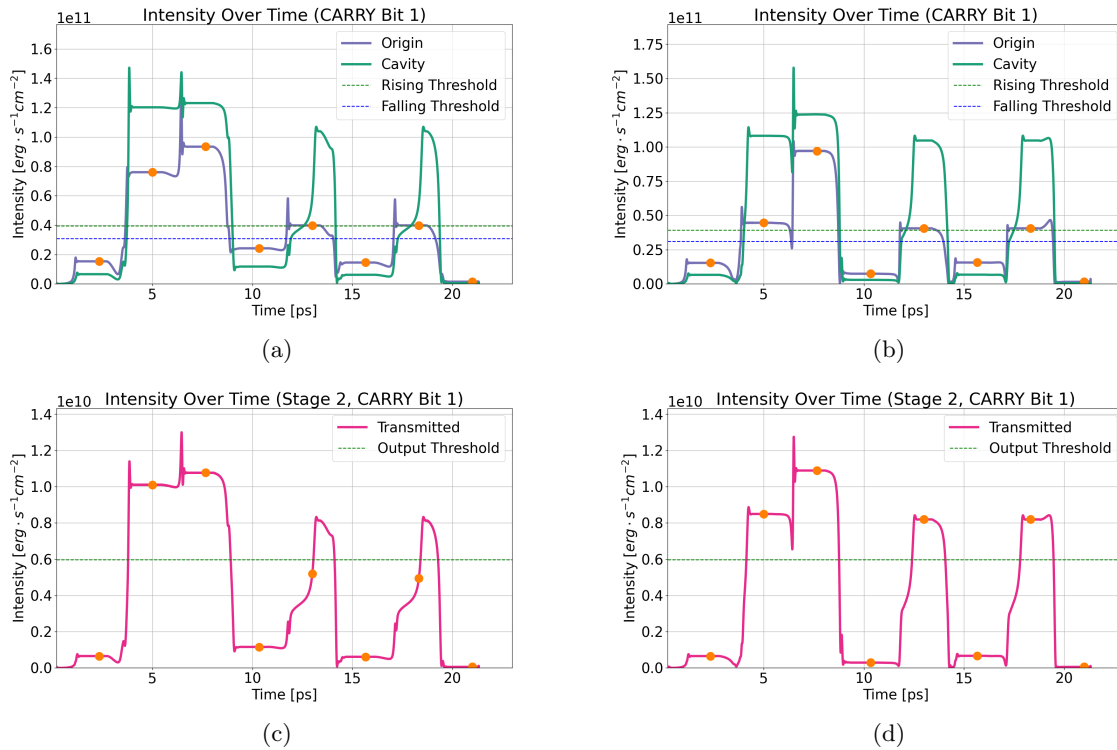 Intensity Over Time (CARRY Bit 1)
1e11
Intensity [erg · s⁻¹cm⁻²]
1.6
1.4
1.2
1.0
0.8
0.6
0.4
0.2
0.0
Origin
Cavity
Rising Threshold
Falling Threshold
5
10
15
20
Time [ps]
(a)
Intensity Over Time (CARRY Bit 1)
1e11
Intensity [erg · s⁻¹cm⁻²]
1.75
1.50
1.25
1.00
0.75
0.50
0.25
0.00
Origin
Cavity
Rising Threshold
Falling Threshold
5
10
15
20
Time [ps]
(b)
Intensity Over Time (Stage 2, CARRY Bit 1)
1e10
Intensity [erg · s⁻¹cm⁻²]
1.4
1.2
1.0
0.8
0.6
0.4
0.2
0.0
Transmitted
Output Threshold
5
10
15
20
Time [ps]
(c)
Intensity Over Time (Stage 2, CARRY Bit 1)
1e10
Intensity [erg · s⁻¹cm⁻²]
1.4
1.2
1.0
0.8
0.6
0.4
0.2
0.0
Transmitted
Output Threshold
5
10
15
20
Time [ps]
(d)